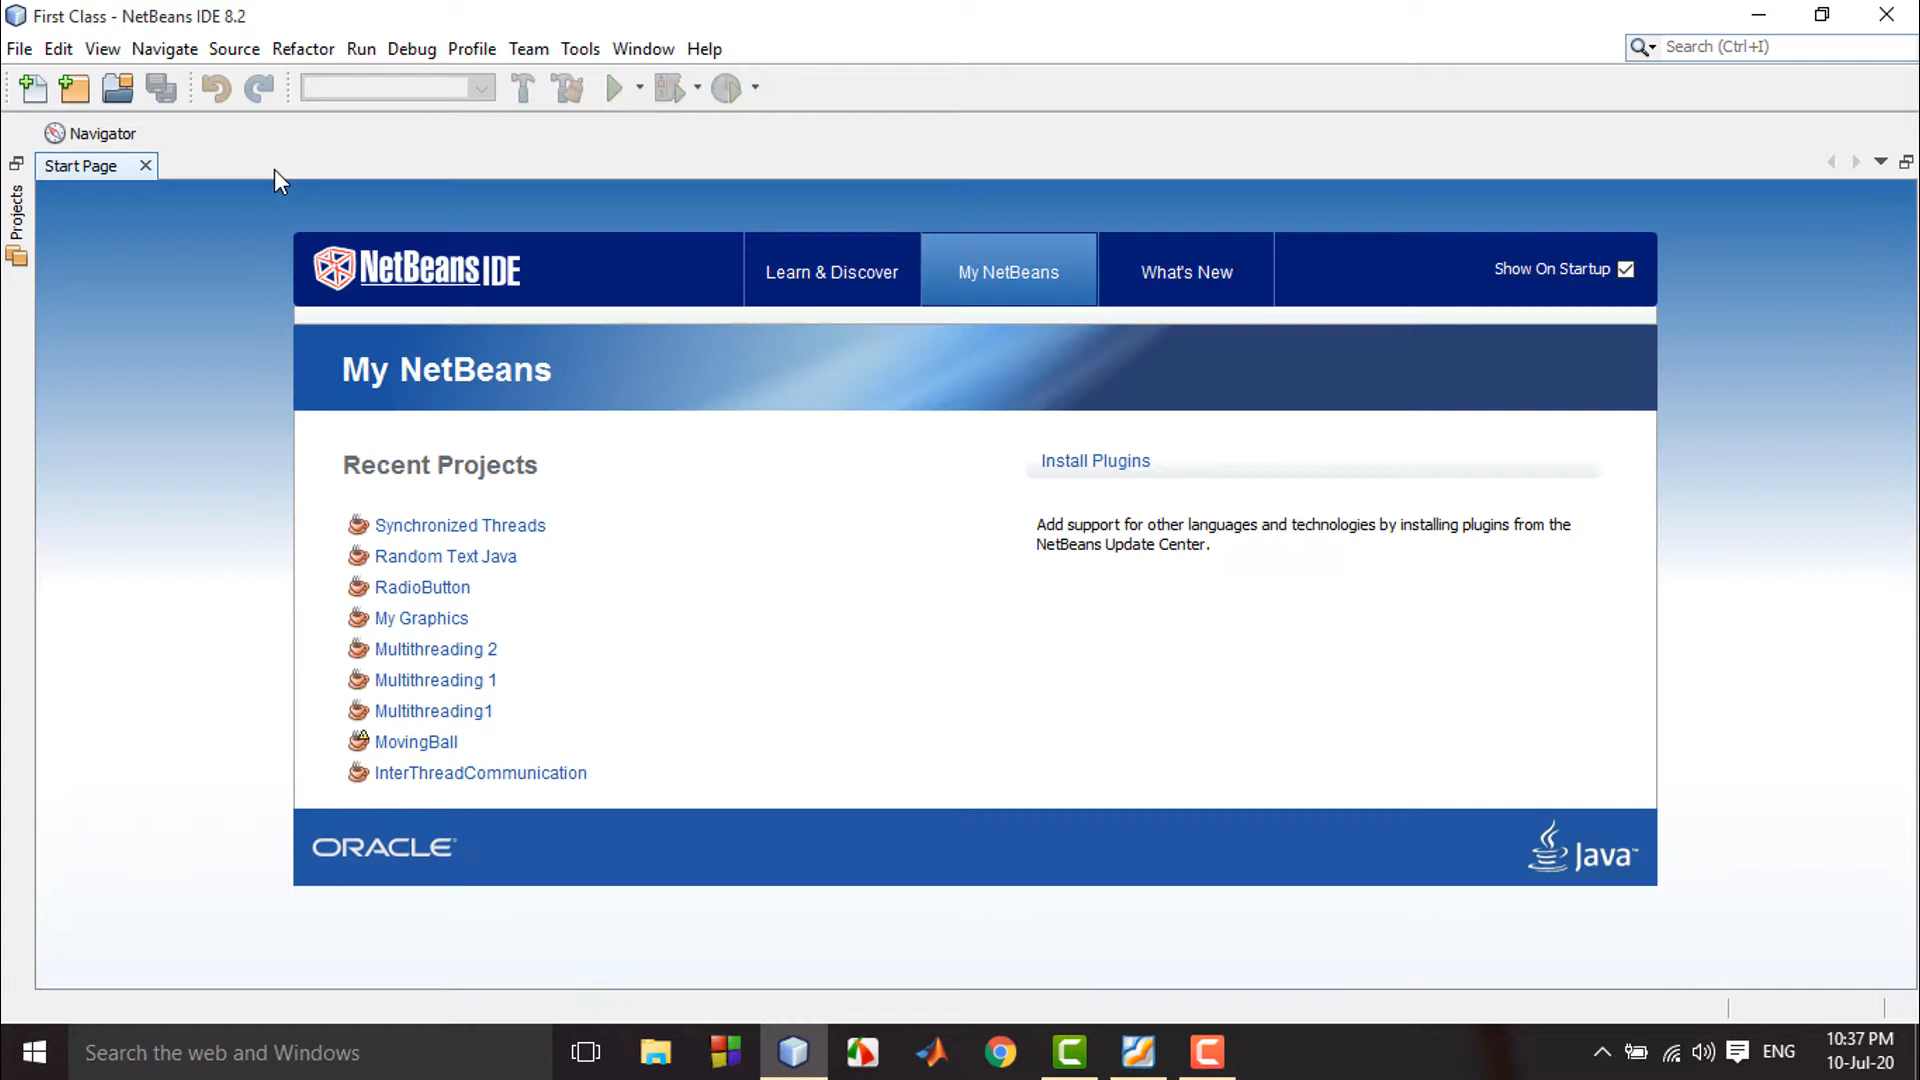 First Class - NetBeans IDE 8.2
File Edit View Navigate Source Refactor Run Debug Profile Team Tools Window Help
Search (Ctrl+I)
Navigator
Start Page
Projects
NetBeans IDE
Learn & Discover
My NetBeans
What's New
Show On Startup
My NetBeans
Recent Projects
Synchronized Threads
Random Text Java
RadioButton
My Graphics
Multithreading 2
Multithreading 1
Multithreading1
MovingBall
InterThreadCommunication
Install Plugins
Add support for other languages and technologies by installing plugins from the
NetBeans Update Center.
ORACLE
Java™
Search the web and Windows
ENG
10:37 PM
10-Jul-20